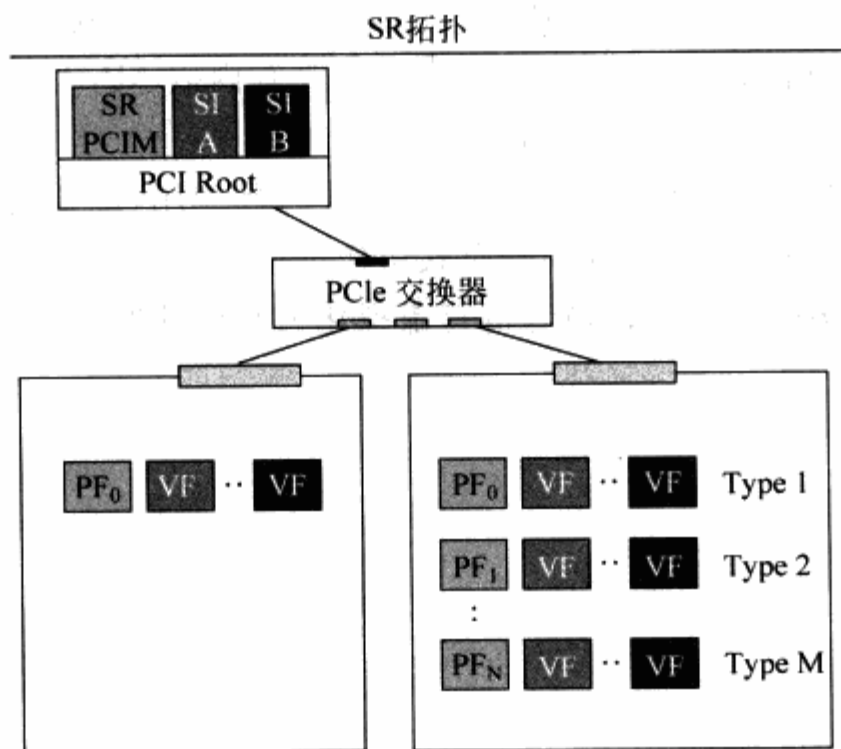 SR拓扑
SR PCIM
SI A
SI B
PCI Root
PCIe 交换器
PF0 VF ·· VF
PF0 VF ·· VF Type 1
PF1 VF ·· VF Type 2
:
PFN VF ·· VF Type M